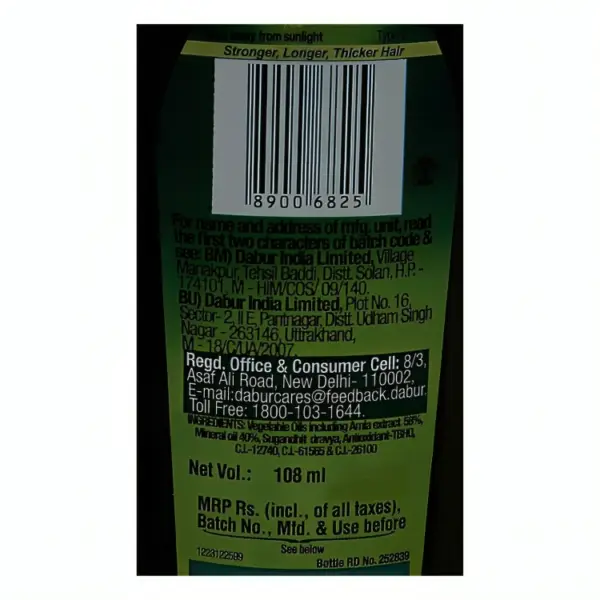 away from sunlight
Stronger, Longer, Thicker Hair
8900 6825
For name and address of mfg. unit, read
the first two characters of batch code &
see: BM) Dabur India Limited, Village
Manakpur, Tehsil Baddi, Distt. Solan, H.P. -
174101, M - HIM/COS/ 09/140.
BU) Dabur India Limited, Plot No. 16,
Sector- 2, II E, Pantnagar, Distt. Udham Singh
Nagar - 263146, Uttrakhand,
M - 18/C/UA/2007.
Regd. Office & Consumer Cell: 8/3,
Asaf Ali Road, New Delhi- 110002,
E-mail:daburcares@feedback.dabur
Toll Free: 1800-103-1644.
INGREDIENTS: Vegetable Oils including Amla extract 58%,
Mineral oil 40%, Sugandhit dravya, Antioxidant-TBHQ,
C.I.-12740, C.I.-61565 & C.I.-26100
Net Vol.: 108 ml
MRP Rs. (incl., of all taxes),
Batch No., Mfd. & Use before
See below
1223122599
Bottle RD No. 252839